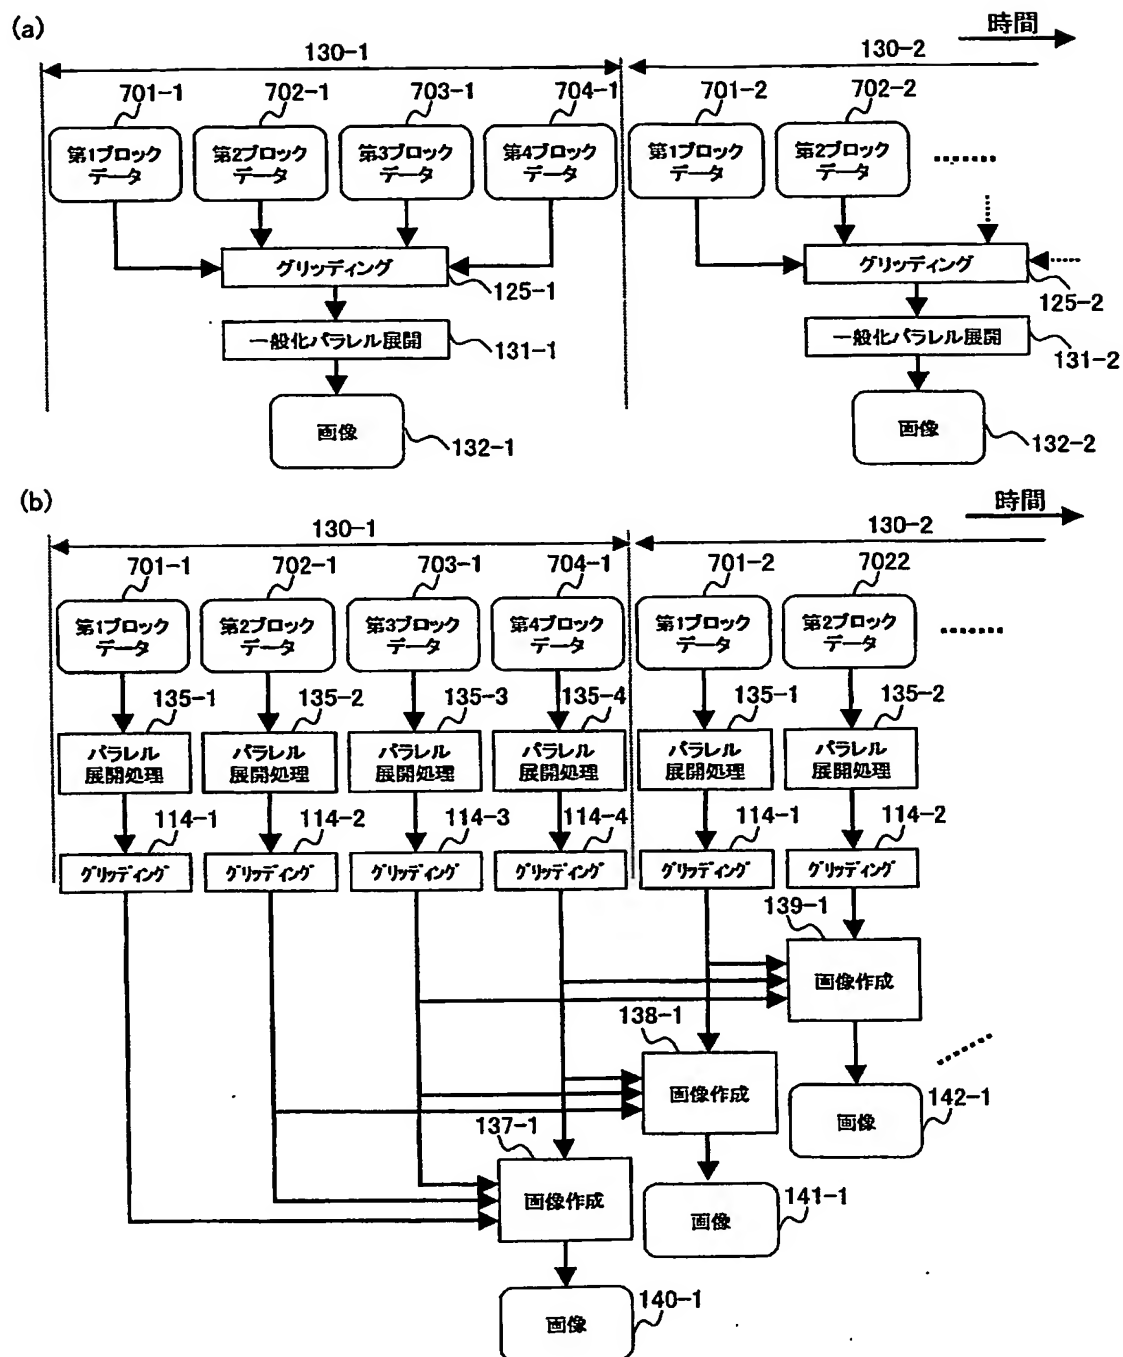 (a)
時間
130-1
130-2
701-1
702-1
703-1
704-1
701-2
702-2
第1ブロック
データ
第2ブロック
データ
第3ブロック
データ
第4ブロック
データ
第1ブロック
データ
第2ブロック
データ
グリッディング
グリッディング
125-1
125-2
一般化パラレル展開
131-1
一般化パラレル展開
131-2
画像
132-1
画像
132-2
(b)
時間
130-1
130-2
701-1
702-1
703-1
704-1
701-2
7022
第1ブロック
データ
第2ブロック
データ
第3ブロック
データ
第4ブロック
データ
第1ブロック
データ
第2ブロック
データ
135-1
135-2
135-3
135-4
135-1
135-2
パラレル
展開処理
パラレル
展開処理
パラレル
展開処理
パラレル
展開処理
パラレル
展開処理
パラレル
展開処理
114-1
114-2
114-3
114-4
114-1
114-2
グリッディング
グリッディング
グリッディング
グリッディング
グリッディング
グリッディング
139-1
画像作成
138-1
画像作成
142-1
画像
137-1
画像作成
141-1
画像
140-1
画像